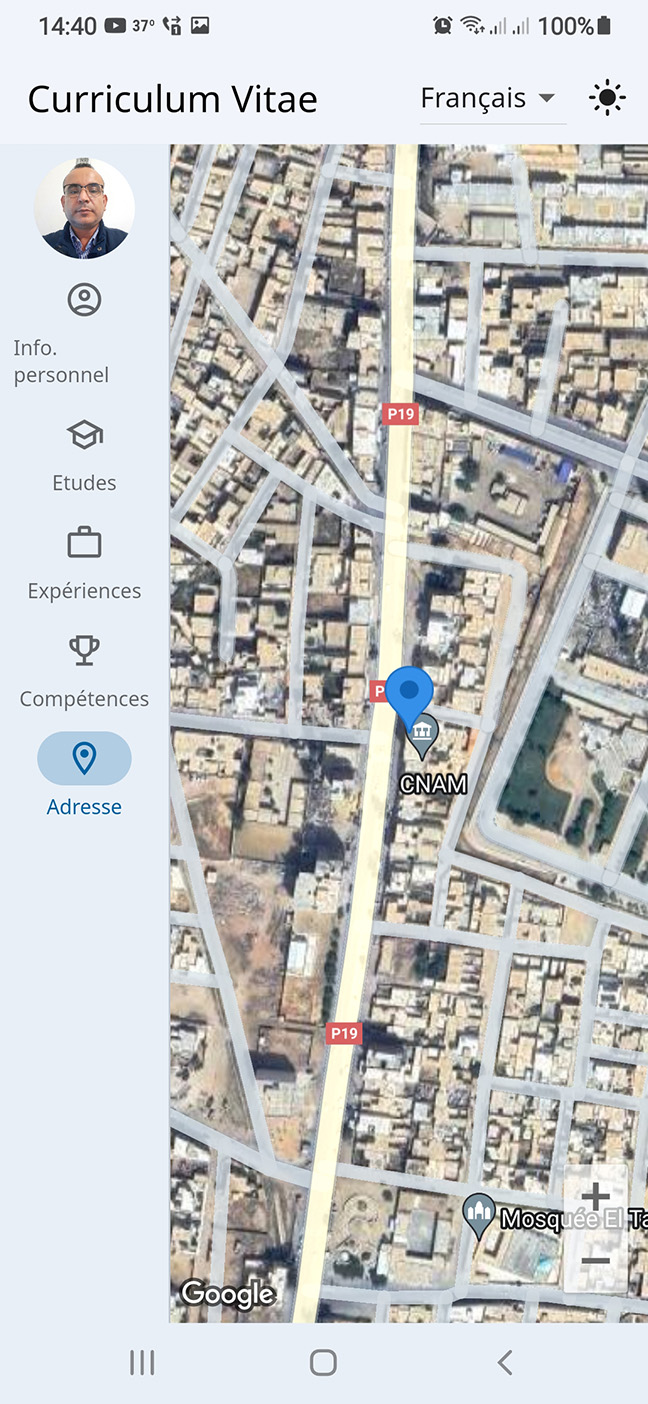 14:40 37° 100%
Curriculum Vitae
Français
Info.
personnel
Etudes
Expériences
Compétences
Adresse
P19
P
CNAM
P19
Mosquée El Ta
Google